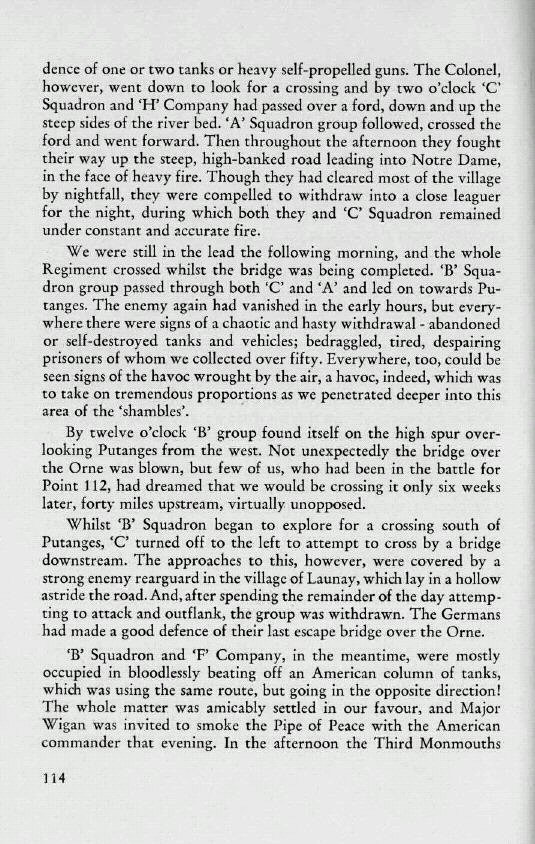 dence of one or two tanks or heavy self-propelled guns. The Colonel,
however, went down to look for a crossing and by two o'clock 'C'
Squadron and 'H' Company had passed over a ford, down and up the
steep sides of the river bed. 'A' Squadron group followed, crossed the
ford and went forward. Then throughout the afternoon they fought
their way up the steep, high-banked road leading into Notre Dame,
in the face of heavy fire. Though they had cleared most of the village
by nightfall, they were compelled to withdraw into a close leaguer
for the night, during which both they and 'C' Squadron remained
under constant and accurate fire.
We were still in the lead the following morning, and the whole
Regiment crossed whilst the bridge was being completed. 'B' Squa-
dron group passed through both 'C' and 'A' and led on towards Pu-
tanges. The enemy again had vanished in the early hours, but every-
where there were signs of a chaotic and hasty withdrawal - abandoned
or self-destroyed tanks and vehicles; bedraggled, tired, despairing
prisoners of whom we collected over fifty. Everywhere, too, could be
seen signs of the havoc wrought by the air, a havoc, indeed, which was
to take on tremendous proportions as we penetrated deeper into this
area of the 'shambles'.
By twelve o'clock 'B' group found itself on the high spur over-
looking Putanges from the west. Not unexpectedly the bridge over
the Orne was blown, but few of us, who had been in the battle for
Point 112, had dreamed that we would be crossing it only six weeks
later, forty miles upstream, virtually unopposed.
Whilst 'B' Squadron began to explore for a crossing south of
Putanges, 'C' turned off to the left to attempt to cross by a bridge
downstream. The approaches to this, however, were covered by a
strong enemy rearguard in the village of Launay, which lay in a hollow
astride the road. And, after spending the remainder of the day attemp-
ting to attack and outflank, the group was withdrawn. The Germans
had made a good defence of their last escape bridge over the Orne.
'B' Squadron and 'F' Company, in the meantime, were mostly
occupied in bloodlessly beating off an American column of tanks,
which was using the same route, but going in the opposite direction!
The whole matter was amicably settled in our favour, and Major
Wigan was invited to smoke the Pipe of Peace with the American
commander that evening. In the afternoon the Third Monmouths
114